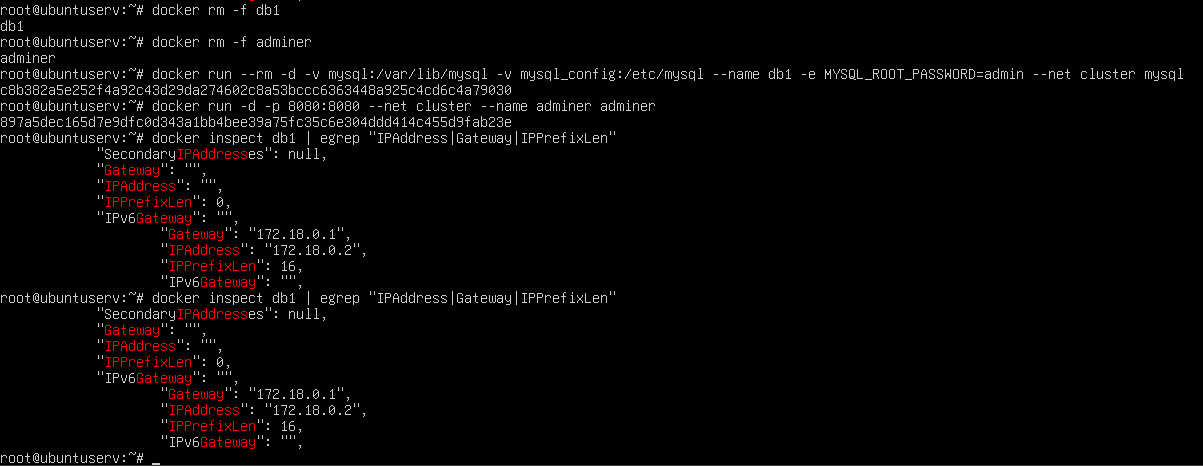 root@ubuntuserv:~# docker rm -f db1
db1
root@ubuntuserv:~# docker rm -f adminer
adminer
root@ubuntuserv:~# docker run --rm -d -v mysql:/var/lib/mysql -v mysql_config:/etc/mysql --name db1 -e MYSQL_ROOT_PASSWORD=admin --net cluster mysql
c8b382a5e252f4a92c43d29da274602c8a53bccc6363448a925c4cd6c4a79030
root@ubuntuserv:~# docker run -d -p 8080:8080 --net cluster --name adminer adminer
897a5dec165d7e9dfc0d343a1bb4bee39a75fc35c6e304ddd414c455d9fab23e
root@ubuntuserv:~# docker inspect db1 | egrep "IPAddress|Gateway|IPPrefixLen"
            "SecondaryIPAddresses": null,
            "Gateway": "",
            "IPAddress": "",
            "IPPrefixLen": 0,
            "IPv6Gateway": "",
                    "Gateway": "172.18.0.1",
                    "IPAddress": "172.18.0.2",
                    "IPPrefixLen": 16,
                    "IPv6Gateway": "",
root@ubuntuserv:~# docker inspect db1 | egrep "IPAddress|Gateway|IPPrefixLen"
            "SecondaryIPAddresses": null,
            "Gateway": "",
            "IPAddress": "",
            "IPPrefixLen": 0,
            "IPv6Gateway": "",
                    "Gateway": "172.18.0.1",
                    "IPAddress": "172.18.0.2",
                    "IPPrefixLen": 16,
                    "IPv6Gateway": "",
root@ubuntuserv:~# _